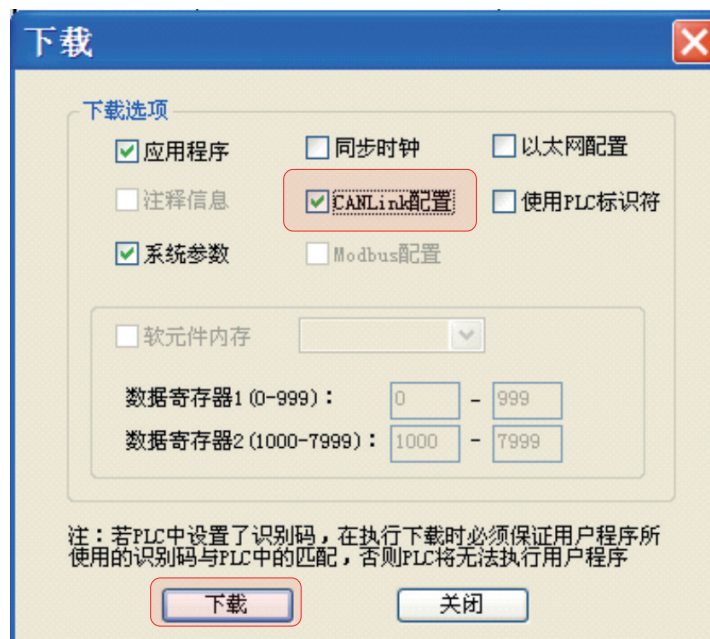 下载
下载选项
应用程序 同步时钟 以太网配置
注释信息 CANLink配置 使用PLC标识符
系统参数 Modbus配置
软元件内存
数据寄存器1(0-999)： 0 - 999
数据寄存器2(1000-7999)： 1000 - 7999
注：若PLC中设置了识别码，在执行下载时必须保证用户程序所
使用的识别码与PLC中的匹配，否则PLC将无法执行用户程序
下载 关闭